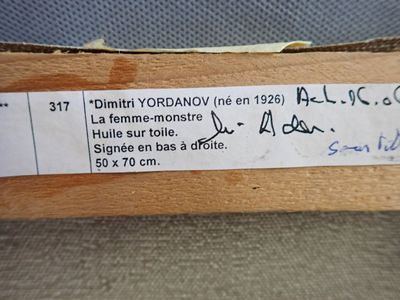 ** 317 *Dimitri YORDANOV (né en 1926)
La femme-monstre
Huile sur toile.
Signée en bas à droite.
50 x 70 cm.